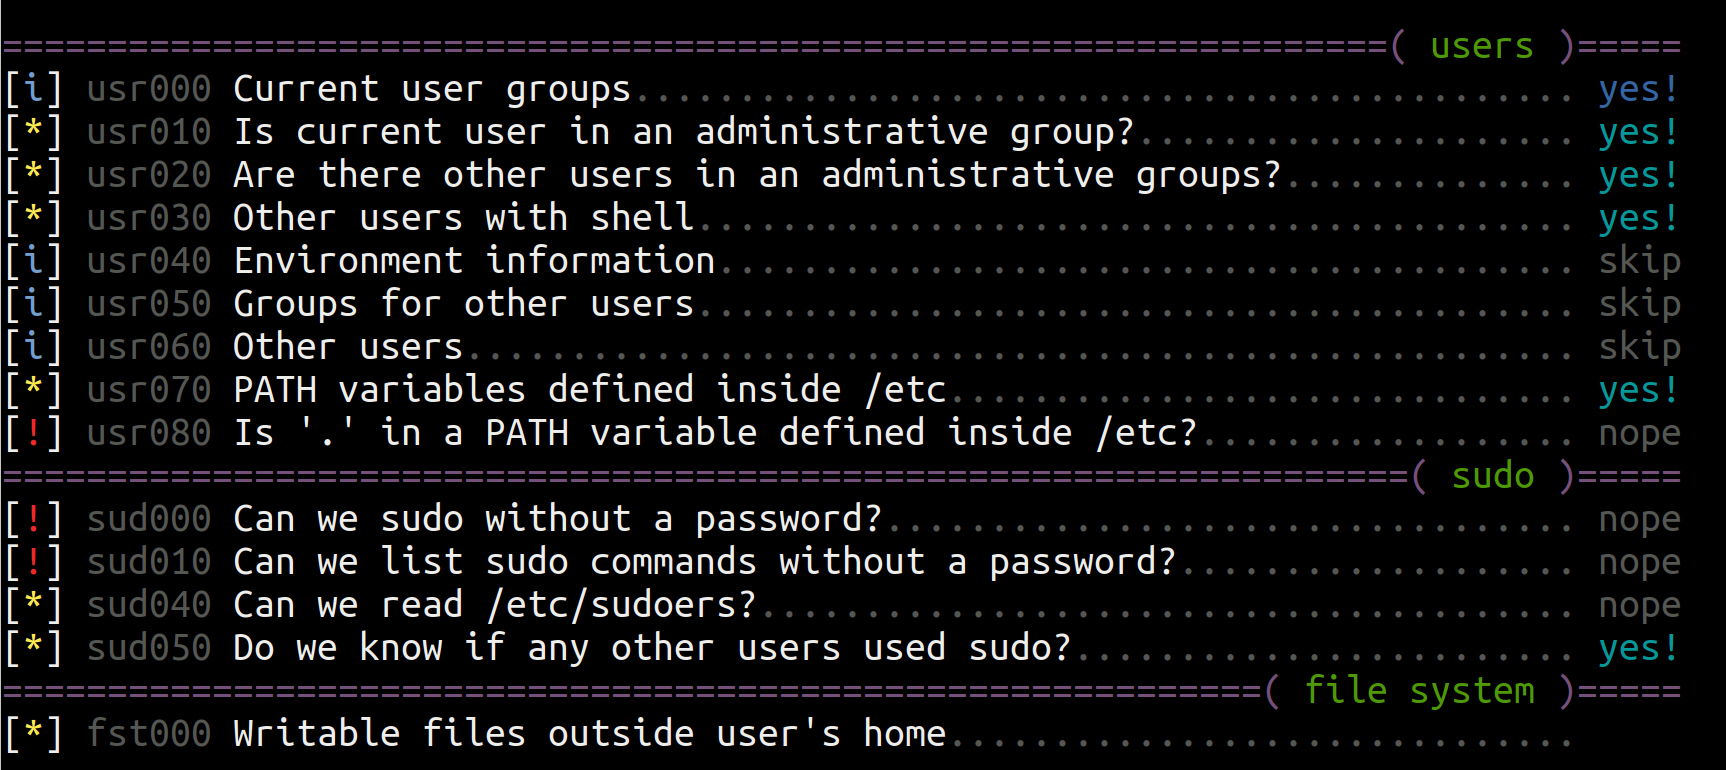 ==================================================================( users )=====
[i] usr000 Current user groups............................................. yes!
[*] usr010 Is current user in an administrative group?..................... yes!
[*] usr020 Are there other users in an administrative groups?.............. yes!
[*] usr030 Other users with shell.......................................... yes!
[i] usr040 Environment information......................................... skip
[i] usr050 Groups for other users.......................................... skip
[i] usr060 Other users..................................................... skip
[*] usr070 PATH variables defined inside /etc.............................. yes!
[!] usr080 Is '.' in a PATH variable defined inside /etc?.................. nope
===================================================================( sudo )=====
[!] sud000 Can we sudo without a password?................................. nope
[!] sud010 Can we list sudo commands without a password?................... nope
[*] sud040 Can we read /etc/sudoers?....................................... nope
[*] sud050 Do we know if any other users used sudo?........................ yes!
============================================================( file system )=====
[*] fst000 Writable files outside user's home..............................